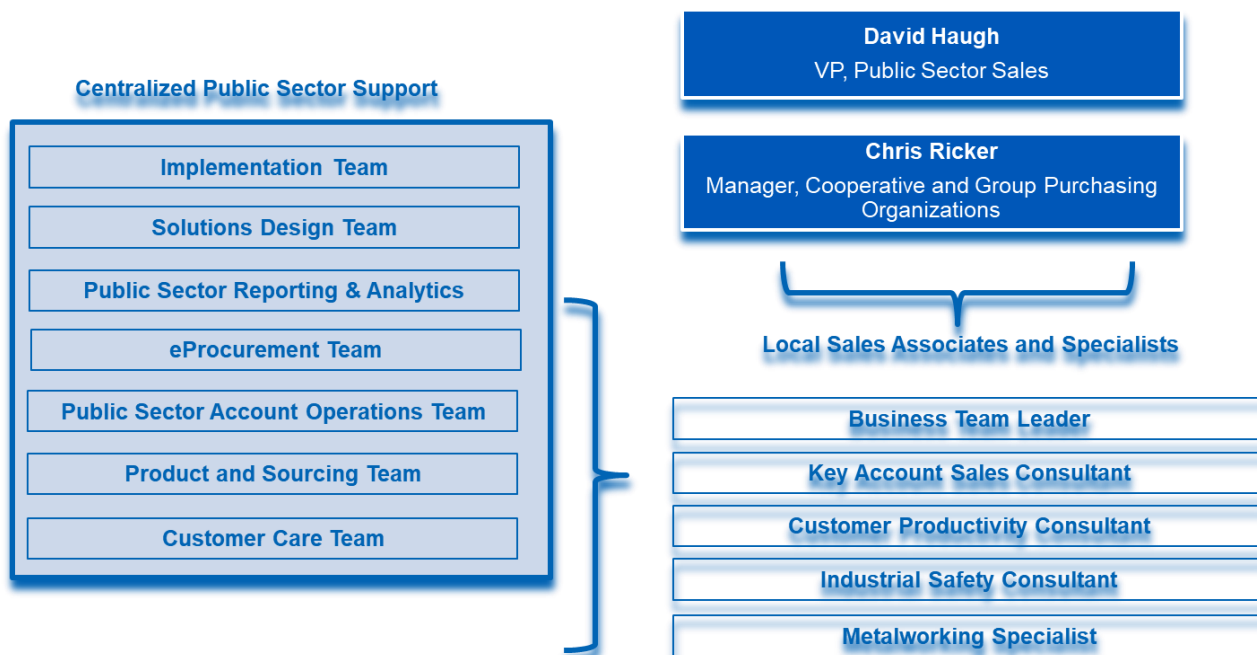 Centralized Public Sector Support
Implementation Team
Solutions Design Team
Public Sector Reporting & Analytics
eProcurement Team
Public Sector Account Operations Team
Product and Sourcing Team
Customer Care Team
David Haugh
VP, Public Sector Sales
Chris Ricker
Manager, Cooperative and Group Purchasing
Organizations
Local Sales Associates and Specialists
Business Team Leader
Key Account Sales Consultant
Customer Productivity Consultant
Industrial Safety Consultant
Metalworking Specialist